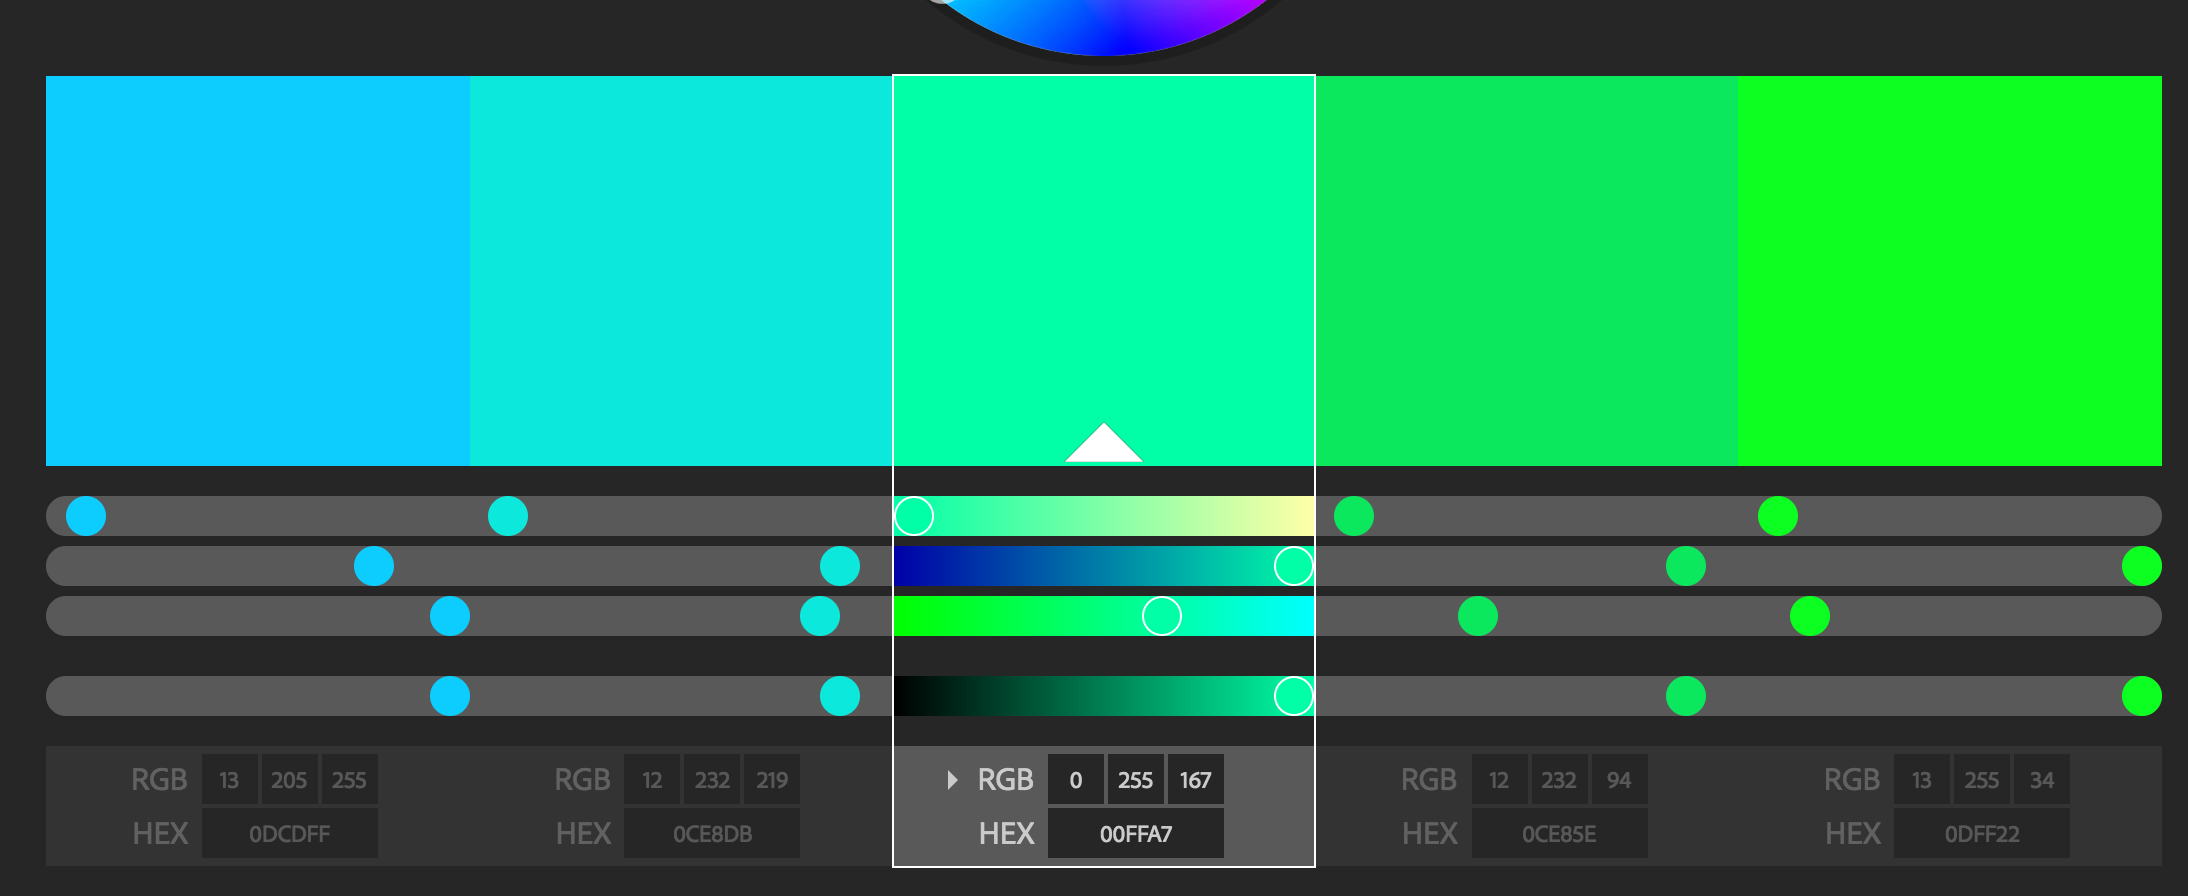 RGB 13 205 255
HEX 0DCDFF
RGB 12 232 219
HEX 0CE8DB
RGB 0 255 167
HEX 00FFA7
RGB 12 232 94
HEX 0CE85E
RGB 13 255 34
HEX 0DFF22